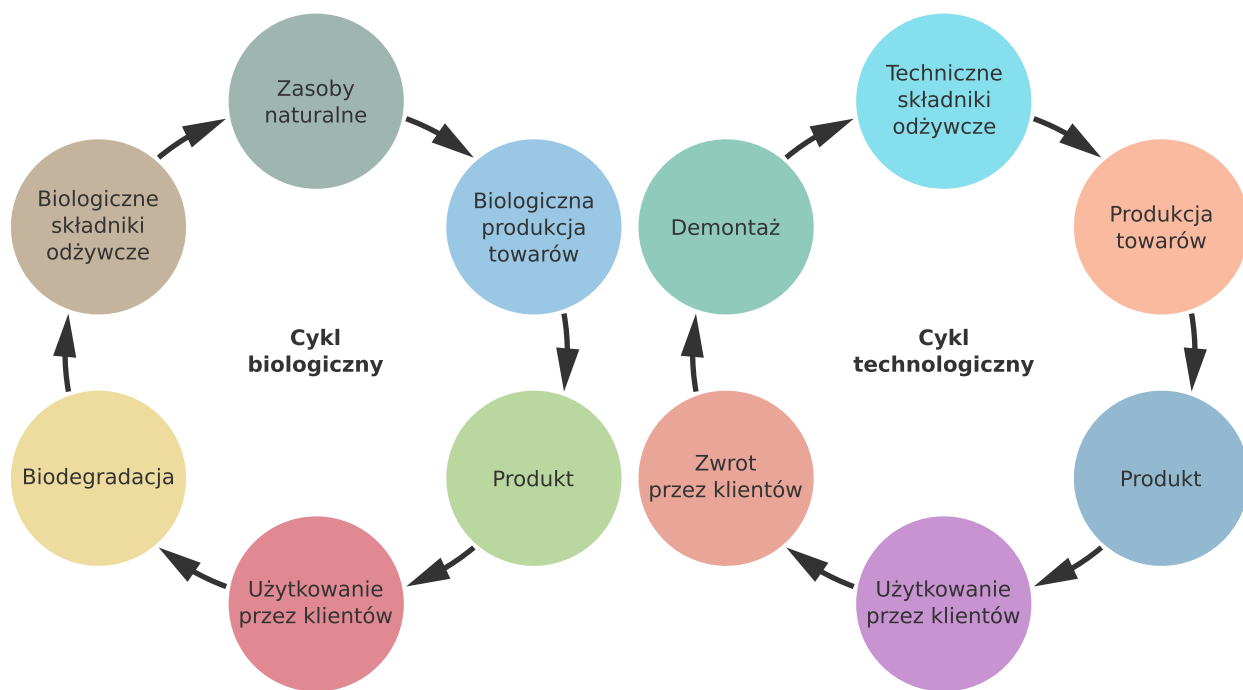 Zasoby
naturalne
Biologiczna
produkcja
towarów
Produkt
Użytkowanie
przez klientów
Biodegradacja
Biologiczne
składniki
odżywcze
Cykl
biologiczny
Techniczne
składniki
odżywcze
Produkcja
towarów
Produkt
Użytkowanie
przez klientów
Zwrot
przez klientów
Demontaż
Cykl
technologiczny